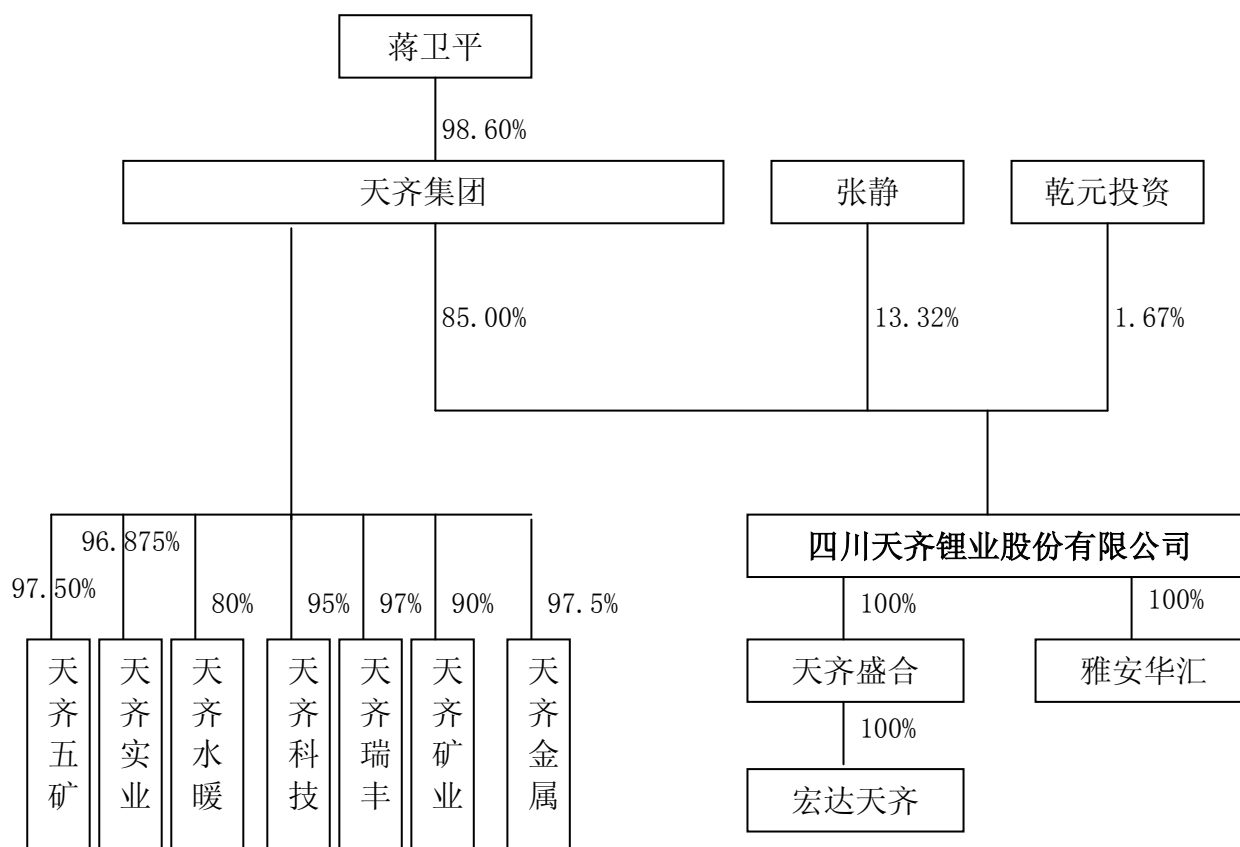 蒋卫平
98.60%
天齐集团
张静
乾元投资
85.00%
13.32%
1.67%
四川天齐锂业股份有限公司
96.875%
97.50%
80%
95%
97%
90%
97.5%
100%
100%
天齐五矿
天齐实业
天齐水暖
天齐科技
天齐瑞丰
天齐矿业
天齐金属
天齐盛合
雅安华汇
100%
宏达天齐